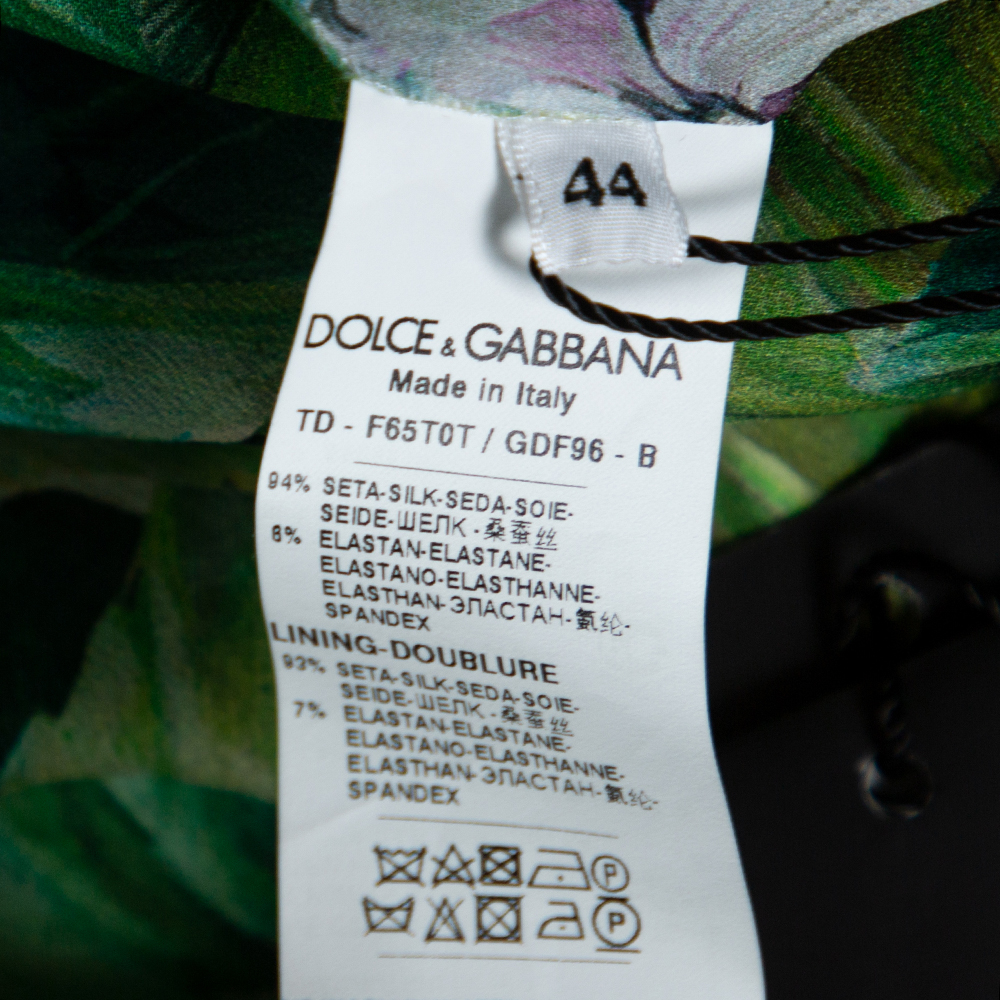 44
DOLCE & GABBANA
Made in Italy
TD - F65T0T / GDF96 - B
94% SETA-SILK-SEDA-SOIE-
SEIDE-ШЕЛК -桑蚕丝
6% ELASTAN-ELASTANE-
ELASTANO-ELASTHANNE-
ELASTHAN-ЭЛАСТАН-氨纶-
SPANDEX
LINING-DOUBLURE
93% SETA-SILK-SEDA-SOIE-
SEIDE-ШЕЛК -桑蚕丝
7% ELASTAN-ELASTANE-
ELASTANO-ELASTHANNE-
ELASTHAN-ЭЛАСТАН-氨纶-
SPANDEX
P
P